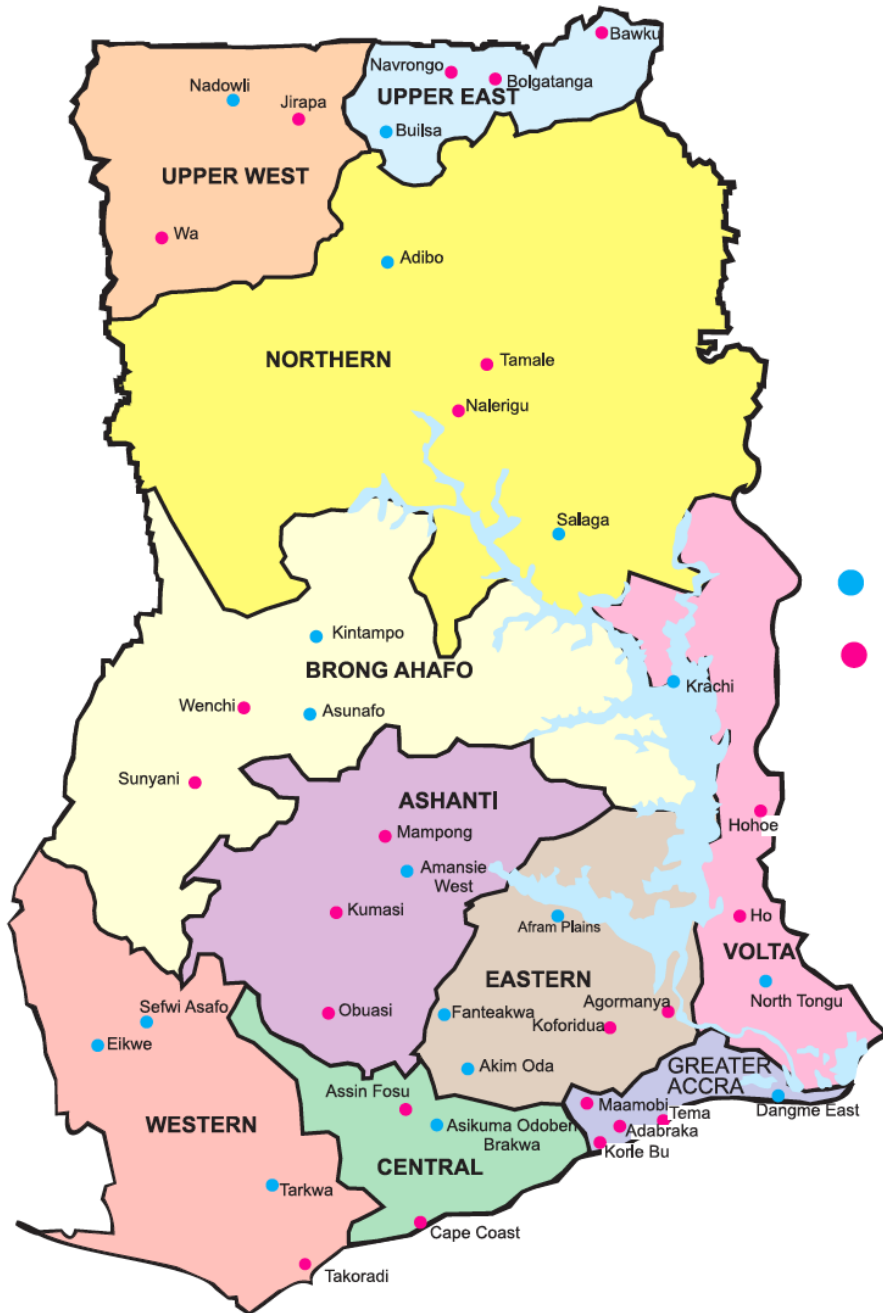 Bawku
Navrongo
Bolgatanga
UPPER EAST
Nadowli
Jirapa
Builsa
UPPER WEST
Wa
Adibo
NORTHERN
Tamale
Nalerigu
Salaga
Kintampo
BRONG AHAFO
Krachi
Wenchi
Asunafo
Sunyani
ASHANTI
Hohoe
Mampong
Amansie
West
Kumasi
Afram Plains
Ho
VOLTA
EASTERN
North Tongu
Sefwi Asafo
Obuasi
Fanteakwa
Agormanya
Koforidua
Eikwe
Akim Oda
GREATER
ACCRA
Assin Fosu
Maamobi
Dangme East
Tema
WESTERN
Asikuma Odoben
Brakwa
Adabraka
Korle Bu
CENTRAL
Tarkwa
Cape Coast
Takoradi